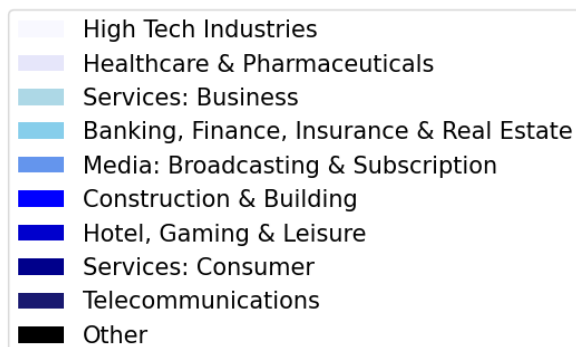 High Tech Industries
Healthcare & Pharmaceuticals
Services: Business
Banking, Finance, Insurance & Real Estate
Media: Broadcasting & Subscription
Construction & Building
Hotel, Gaming & Leisure
Services: Consumer
Telecommunications
Other